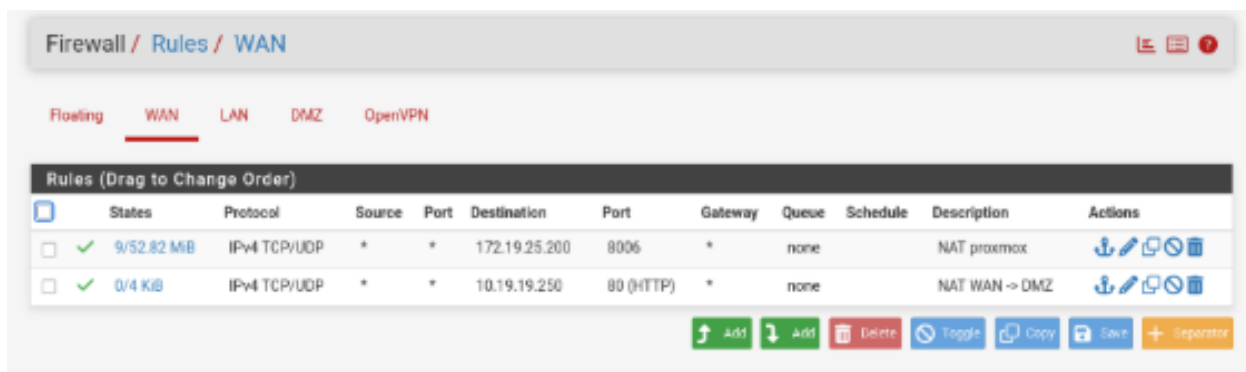 Firewall / Rules / WAN
Floating WAN LAN DMZ OpenVPN
Rules (Drag to Change Order)
States Protocol Source Port Destination Port Gateway Queue Schedule Description Actions
9/52.82 MiB IPv4 TCP/UDP * * 172.19.25.200 8006 * none NAT proxmox
0/4 KiB IPv4 TCP/UDP * * 10.19.19.250 80 (HTTP) * none NAT WAN -> DMZ
Add Add Delete Toggle Copy Save Separator